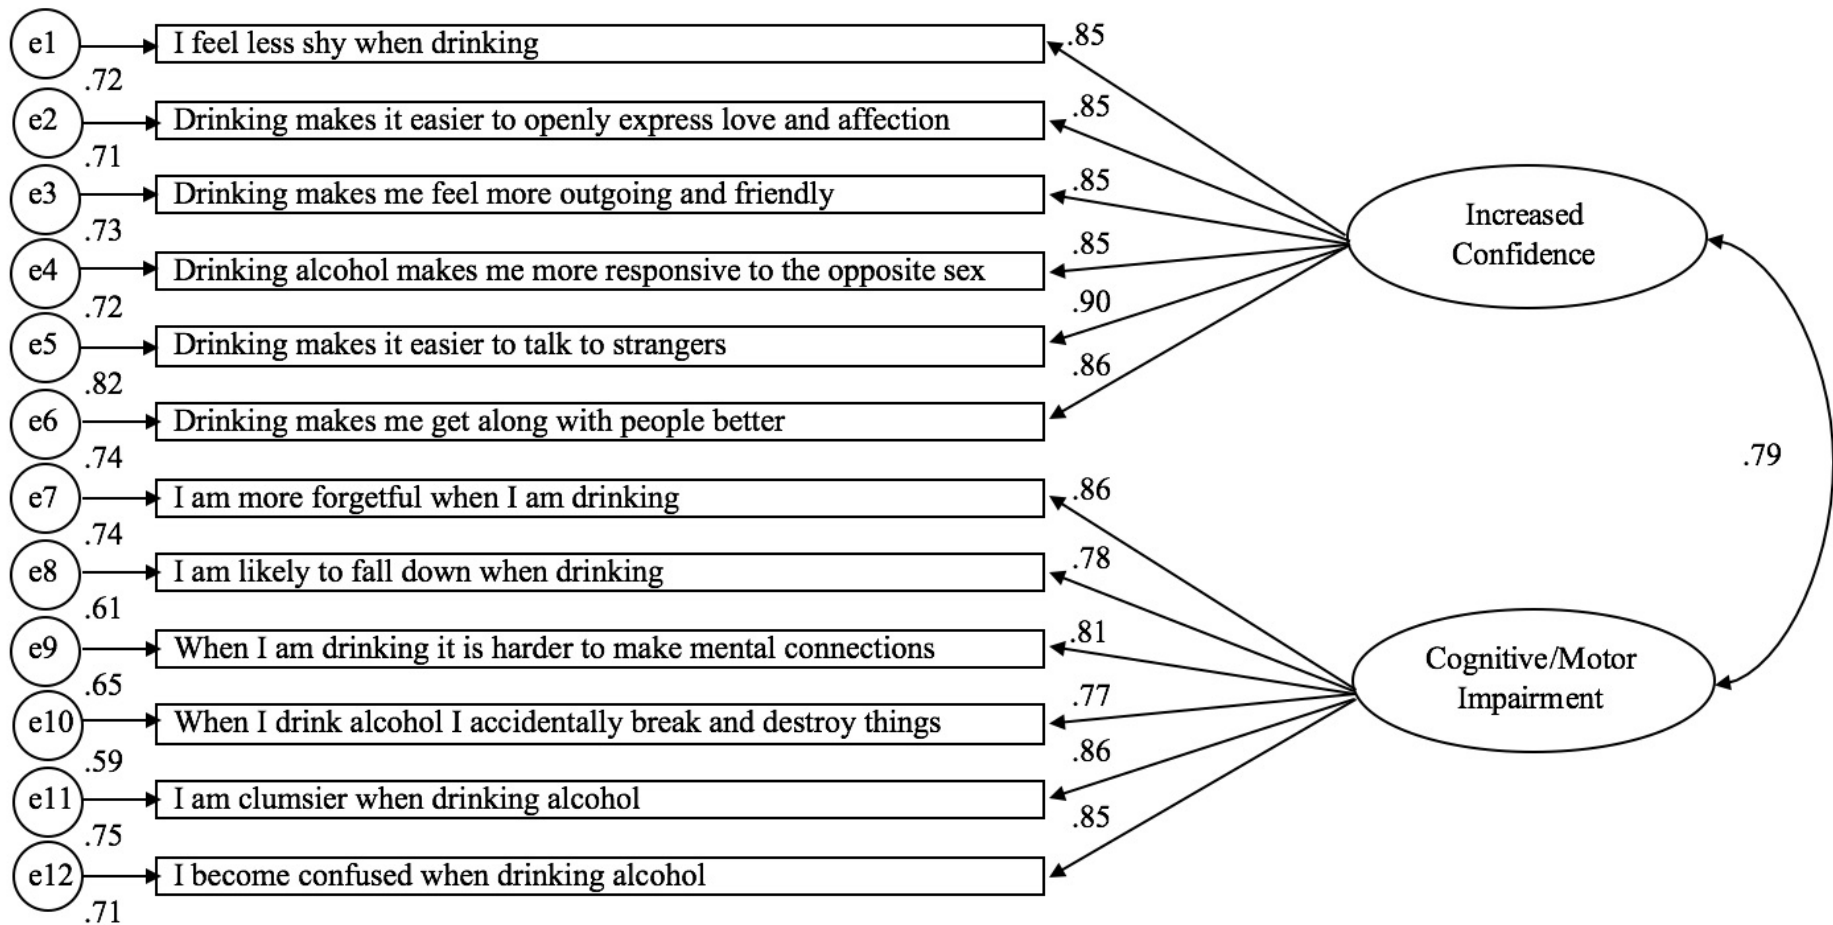 e1
I feel less shy when drinking
.85
.72
e2
Drinking makes it easier to openly express love and affection
.85
.71
e3
Drinking makes me feel more outgoing and friendly
.85
.73
e4
Drinking alcohol makes me more responsive to the opposite sex
.85
.72
e5
Drinking makes it easier to talk to strangers
.90
.82
e6
Drinking makes me get along with people better
.86
.74
e7
I am more forgetful when I am drinking
.86
.74
e8
I am likely to fall down when drinking
.78
.61
e9
When I am drinking it is harder to make mental connections
.81
.65
e10
When I drink alcohol I accidentally break and destroy things
.77
.59
e11
I am clumsier when drinking alcohol
.86
.75
e12
I become confused when drinking alcohol
.85
.71
Increased
Confidence
.79
Cognitive/Motor
Impairment